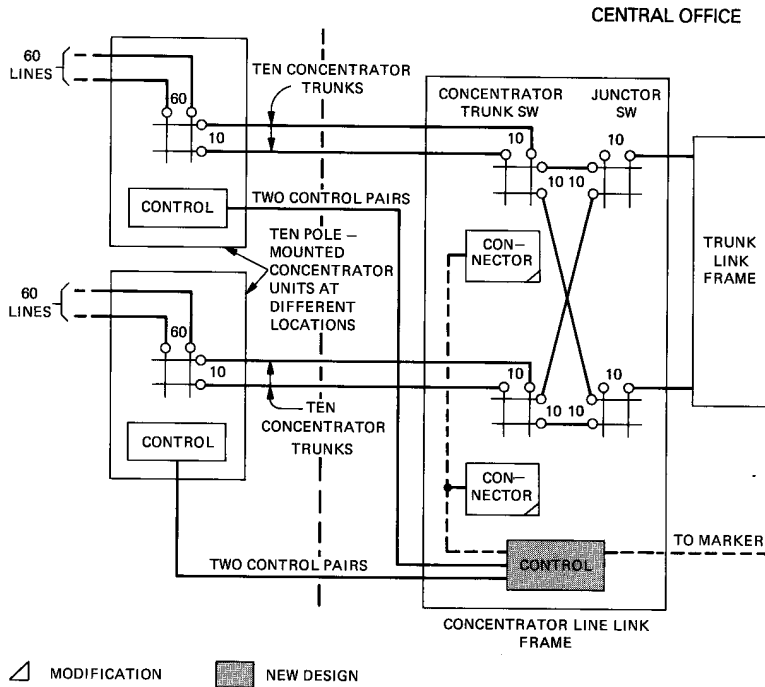 CENTRAL OFFICE
60
LINES
60
10
TEN CONCENTRATOR
TRUNKS
CONCENTRATOR
TRUNK SW
JUNCTOR
SW
10
10
10 10
CONTROL
TWO CONTROL PAIRS
TEN POLE —
MOUNTED
CONCENTRATOR
UNITS AT
DIFFERENT
LOCATIONS
CON—
NECTOR
TRUNK
LINK
FRAME
60
LINES
60
10
TEN
CONCENTRATOR
TRUNKS
10
10
10 10
CONTROL
CON—
NECTOR
TWO CONTROL PAIRS
CONTROL
TO MARKER
CONCENTRATOR LINE LINK
FRAME
MODIFICATION
NEW DESIGN